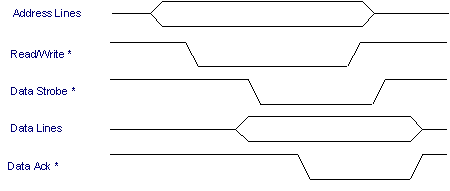 Address Lines
Read/Write *
Data Strobe *
Data Lines
Data Ack *